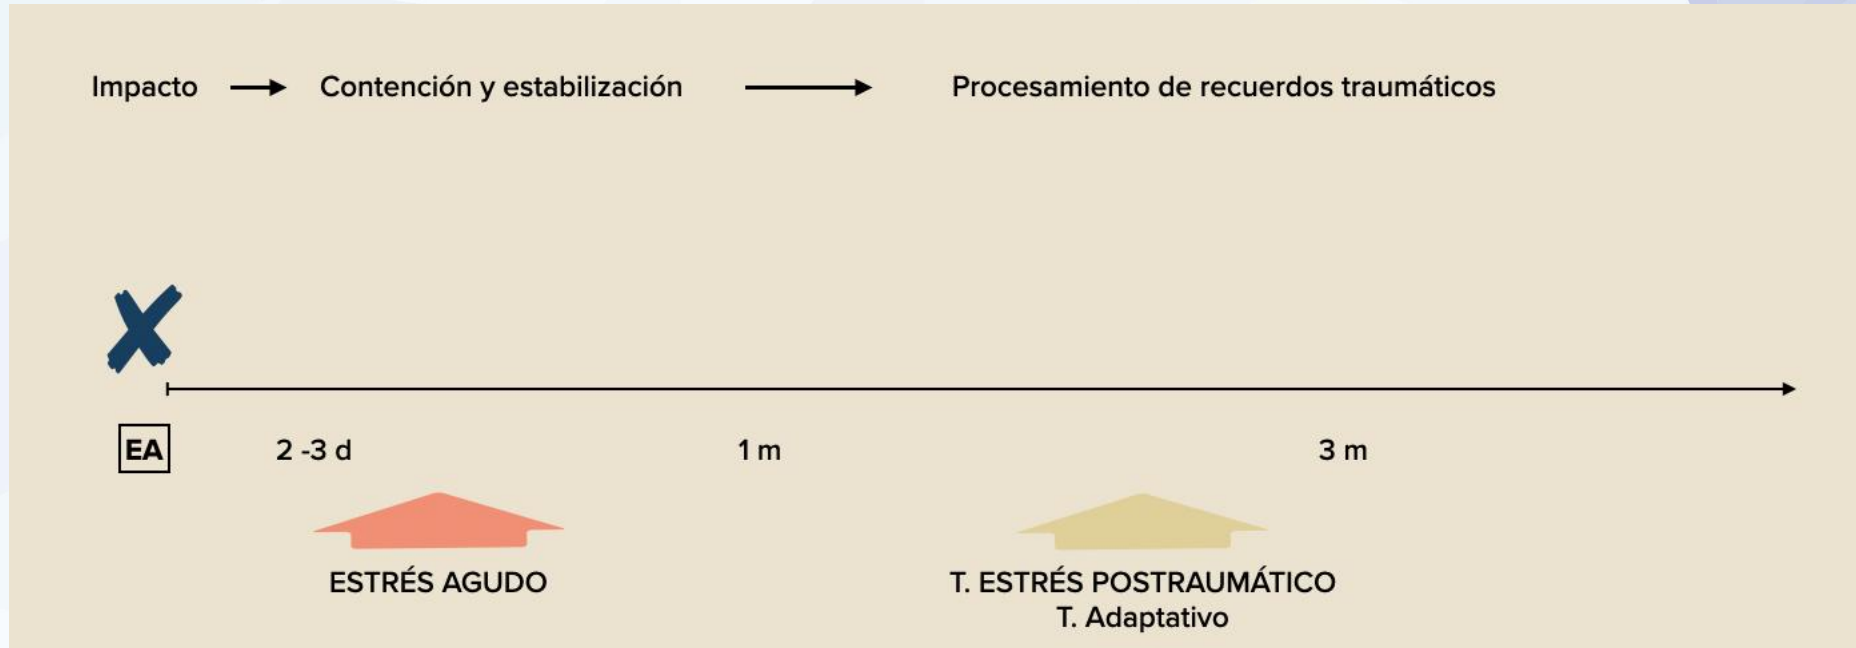 Impacto → Contención y estabilización → Procesamiento de recuerdos traumáticos
EA 2 -3 d 1 m 3 m
ESTRÉS AGUDO T. ESTRÉS POSTRAUMÁTICO
T. Adaptativo